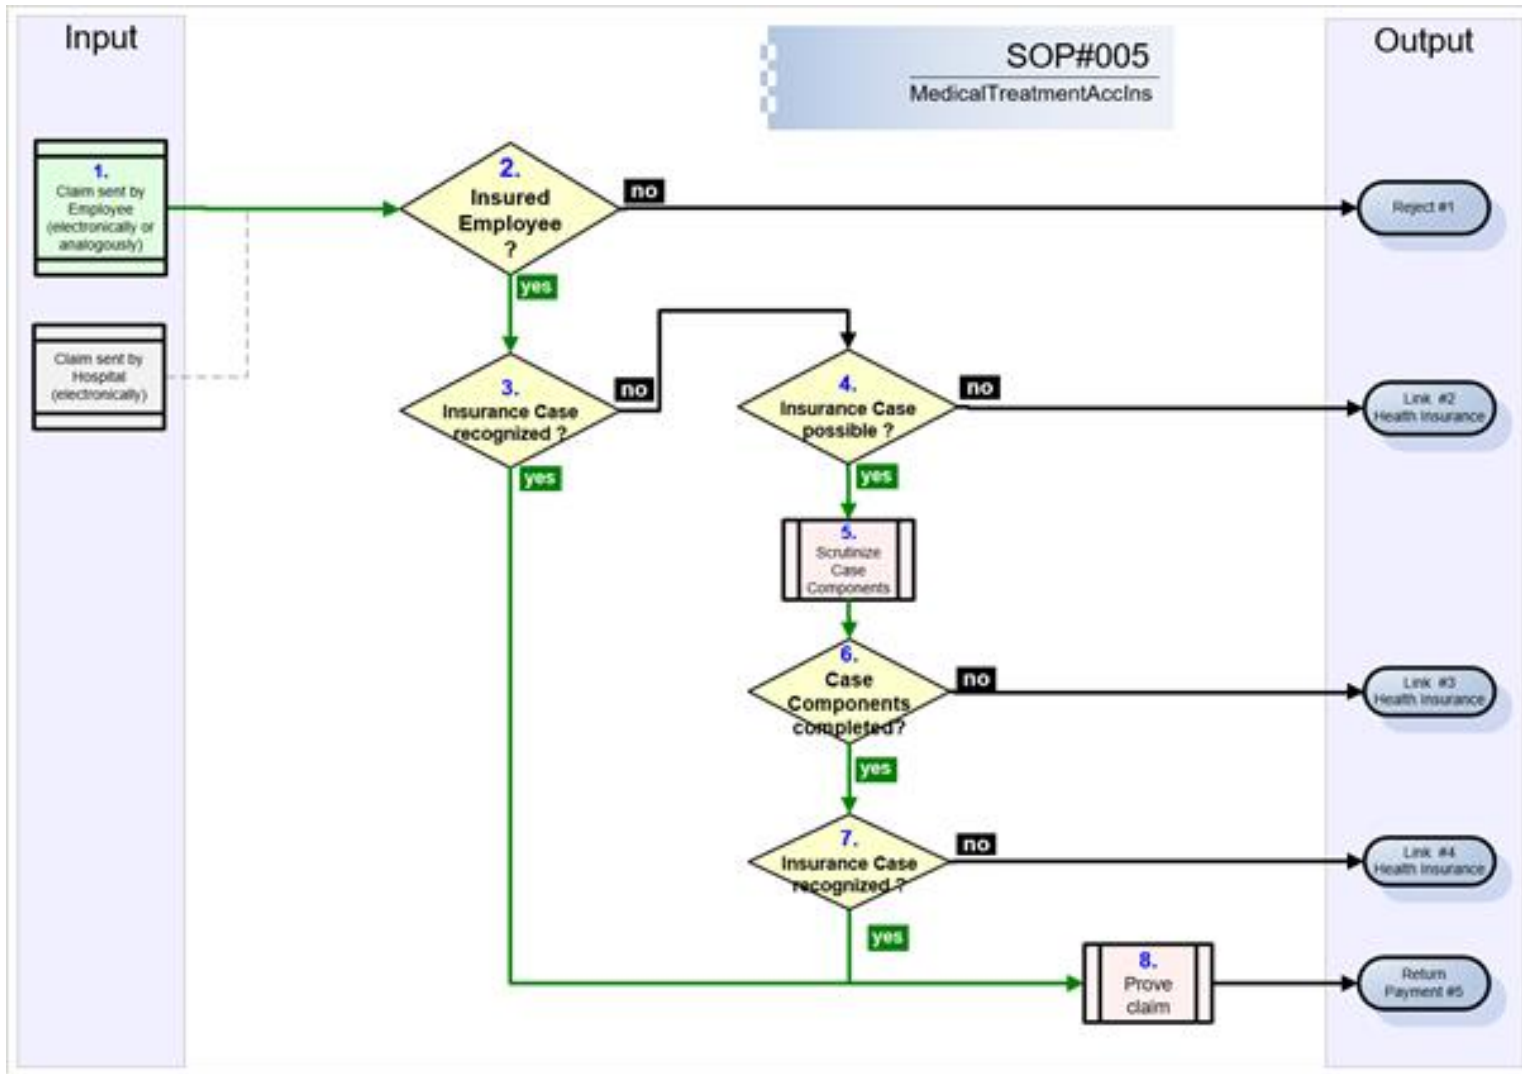 Input
SOP#005
MedicalTreatmentAccIns
Output
1.
Claim sent by
Employee
(electronically or
analogously)
2.
Insured
Employee
?
no
Reject #1
yes
Claim sent by
Hospital
(electronically)
3.
Insurance Case
recognized ?
no
4.
Insurance Case
possible ?
no
Link #2
Health Insurance
yes
yes
5.
Scrutinize
Case
Components
6.
Case
Components
completed?
no
Link #3
Health Insurance
yes
7.
Insurance Case
recognized ?
no
Link #4
Health Insurance
yes
8.
Prove
claim
Return
Payment #5